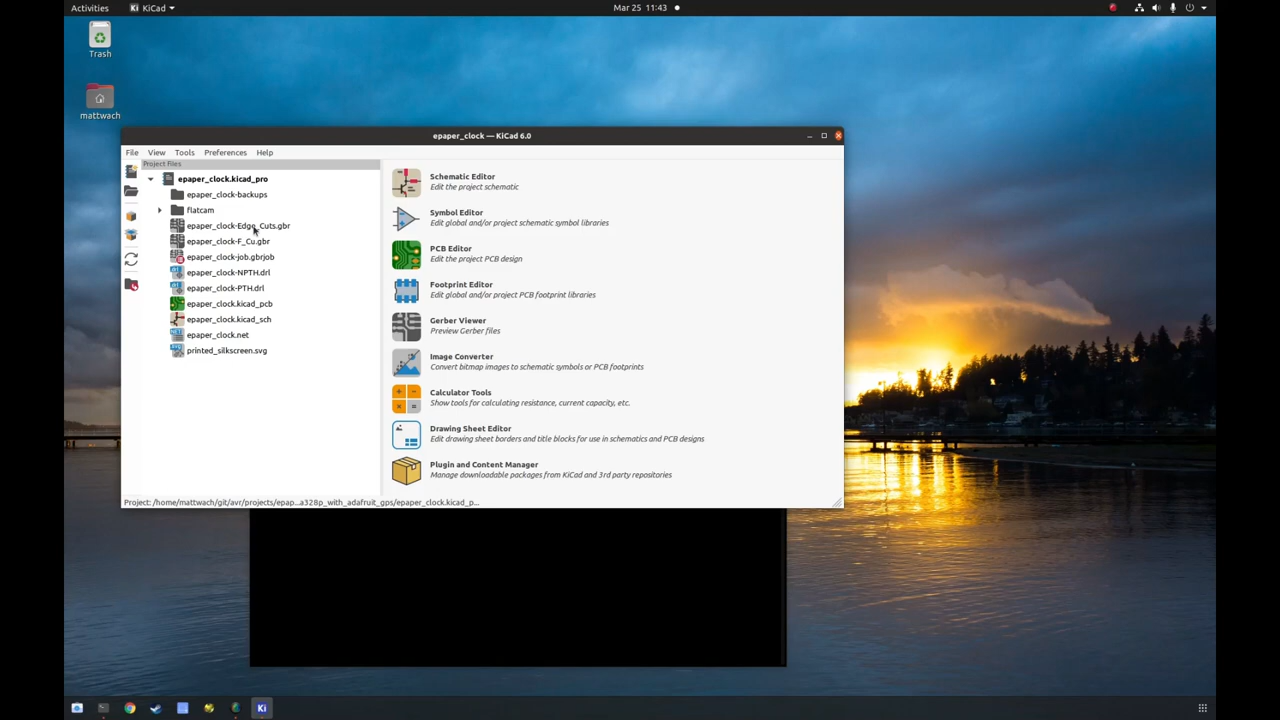 Activities
KiCad
Mar 25 11:43
Trash
mattwach
epaper_clock — KiCad 6.0
File View Tools Preferences Help
Project Files
epaper_clock.kicad_pro
epaper_clock-backups
flatcam
epaper_clock-Edge_Cuts.gbr
epaper_clock-F_Cu.gbr
epaper_clock-job.gbrjob
epaper_clock-NPTH.drl
epaper_clock-PTH.drl
epaper_clock.kicad_pcb
epaper_clock.kicad_sch
epaper_clock.net
printed_silkscreen.svg
Schematic Editor
Edit the project schematic
Symbol Editor
Edit global and/or project schematic symbol libraries
PCB Editor
Edit the project PCB design
Footprint Editor
Edit global and/or project PCB footprint libraries
Gerber Viewer
Preview Gerber files
Image Converter
Convert bitmap images to schematic symbols or PCB footprints
Calculator Tools
Show tools for calculating resistance, current capacity, etc.
Drawing Sheet Editor
Edit drawing sheet borders and title blocks for use in schematics and PCB designs
Plugin and Content Manager
Manage downloadable packages from KiCad and 3rd party repositories
Project: /home/mattwach/git/avr/projects/epap...a328p_with_adafruit_gps/epaper_clock.kicad_p...
Ki